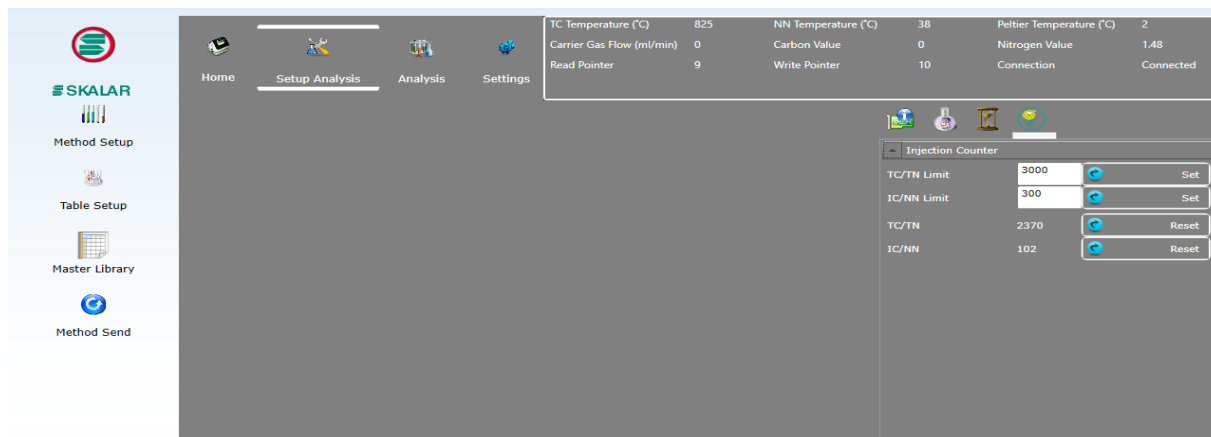 SKALAR
Method Setup
Table Setup
Master Library
Method Send
Home
Setup Analysis
Analysis
Settings
TC Temperature (°C) 825 NN Temperature (°C) 38 Peltier Temperature (°C) 2
Carrier Gas Flow (ml/min) 0 Carbon Value 0 Nitrogen Value 1.48
Read Pointer 9 Write Pointer 10 Connection Connected
Injection Counter
TC/TN Limit 3000 Set
IC/NN Limit 300 Set
TC/TN 2370 Reset
IC/NN 102 Reset